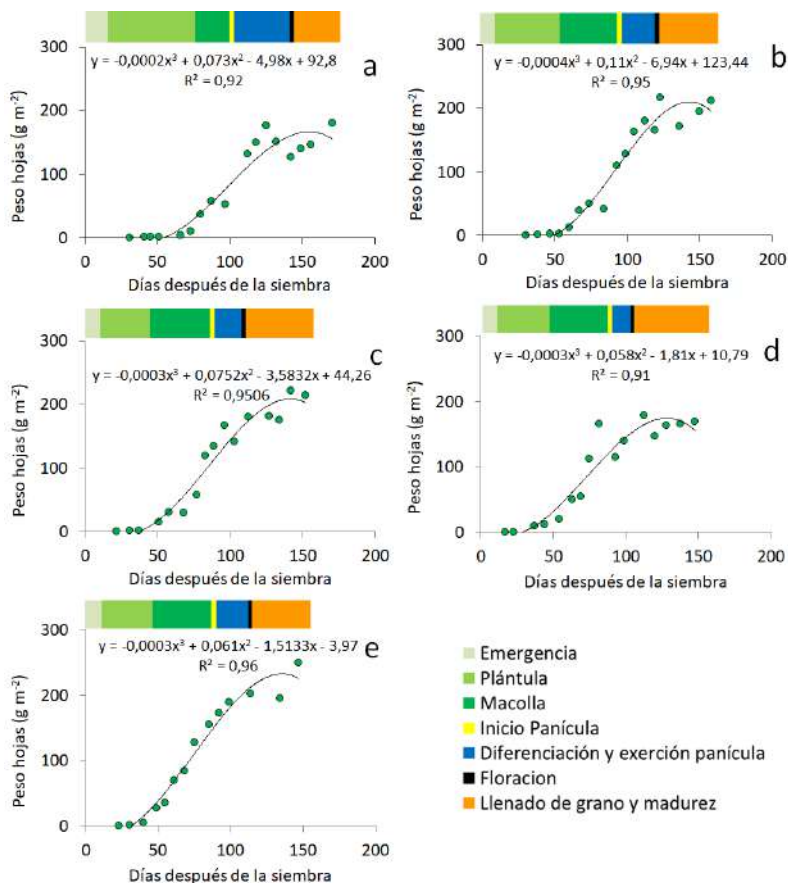 y = -0,0002x³ + 0,073x² - 4,98x + 92,8
R² = 0,92
a
Peso hojas (g m⁻²)
300
200
100
0
0 50 100 150 200
Días después de la siembra
y = -0,0004x³ + 0,11x² - 6,94x + 123,44
R² = 0,95
b
Peso hojas (g m⁻²)
300
200
100
0
0 50 100 150 200
Días después de la siembra
y = -0,0003x³ + 0,0752x² - 3,5832x + 44,26
R² = 0,9506
c
Peso hojas (g m⁻²)
300
200
100
0
0 50 100 150 200
Días después de la siembra
y = -0,0003x³ + 0,058x² - 1,81x + 10,79
R² = 0,91
d
Peso hojas (g m⁻²)
300
200
100
0
0 50 100 150 200
Días después de la siembra
y = -0,0003x³ + 0,061x² - 1,5133x - 3,97
R² = 0,96
e
Peso hojas (g m⁻²)
300
200
100
0
0 50 100 150 200
Días después de la siembra
Emergencia
Plántula
Macolla
Inicio Panícula
Diferenciación y exerción panícula
Floracion
Llenado de grano y madurez